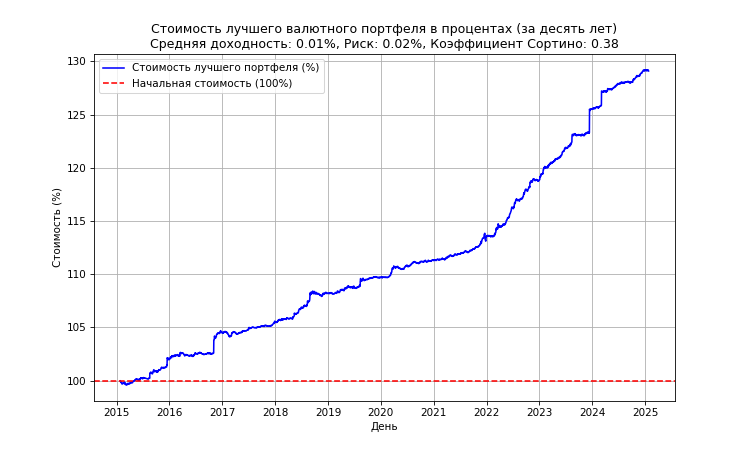 Стоимость лучшего валютного портфеля в процентах (за десять лет)
Средняя доходность: 0.01%, Риск: 0.02%, Коэффициент Сортино: 0.38
Стоимость лучшего портфеля (%)
Начальная стоимость (100%)
Стоимость (%)
130
125
120
115
110
105
100
2015 2016 2017 2018 2019 2020 2021 2022 2023 2024 2025
День